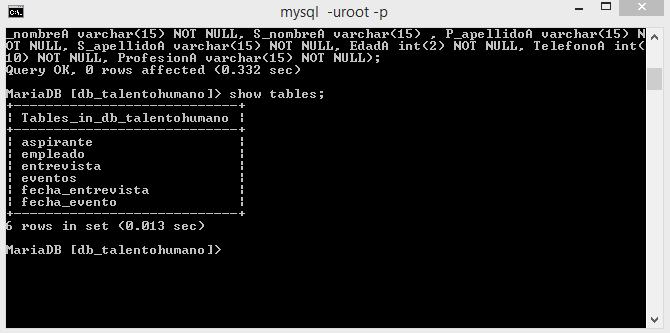 mysql -uroot -p
_nombreA varchar(15) NOT NULL, S_nombreA varchar(15) , P_apellidoA varchar(15) N
OT NULL, S_apellidoA varchar(15) NOT NULL, EdadA int(2) NOT NULL, TelefonoA int(
10) NOT NULL, ProfesionA varchar(15) NOT NULL);
Query OK, 0 rows affected (0.332 sec)
MariaDB [db_talentohumano]> show tables;
+----------------------------+
| Tables_in_db_talentohumano |
+----------------------------+
| aspirante                  |
| empleado                   |
| entrevista                 |
| eventos                    |
| fecha_entrevista           |
| fecha_evento               |
+----------------------------+
6 rows in set (0.013 sec)
MariaDB [db_talentohumano]>